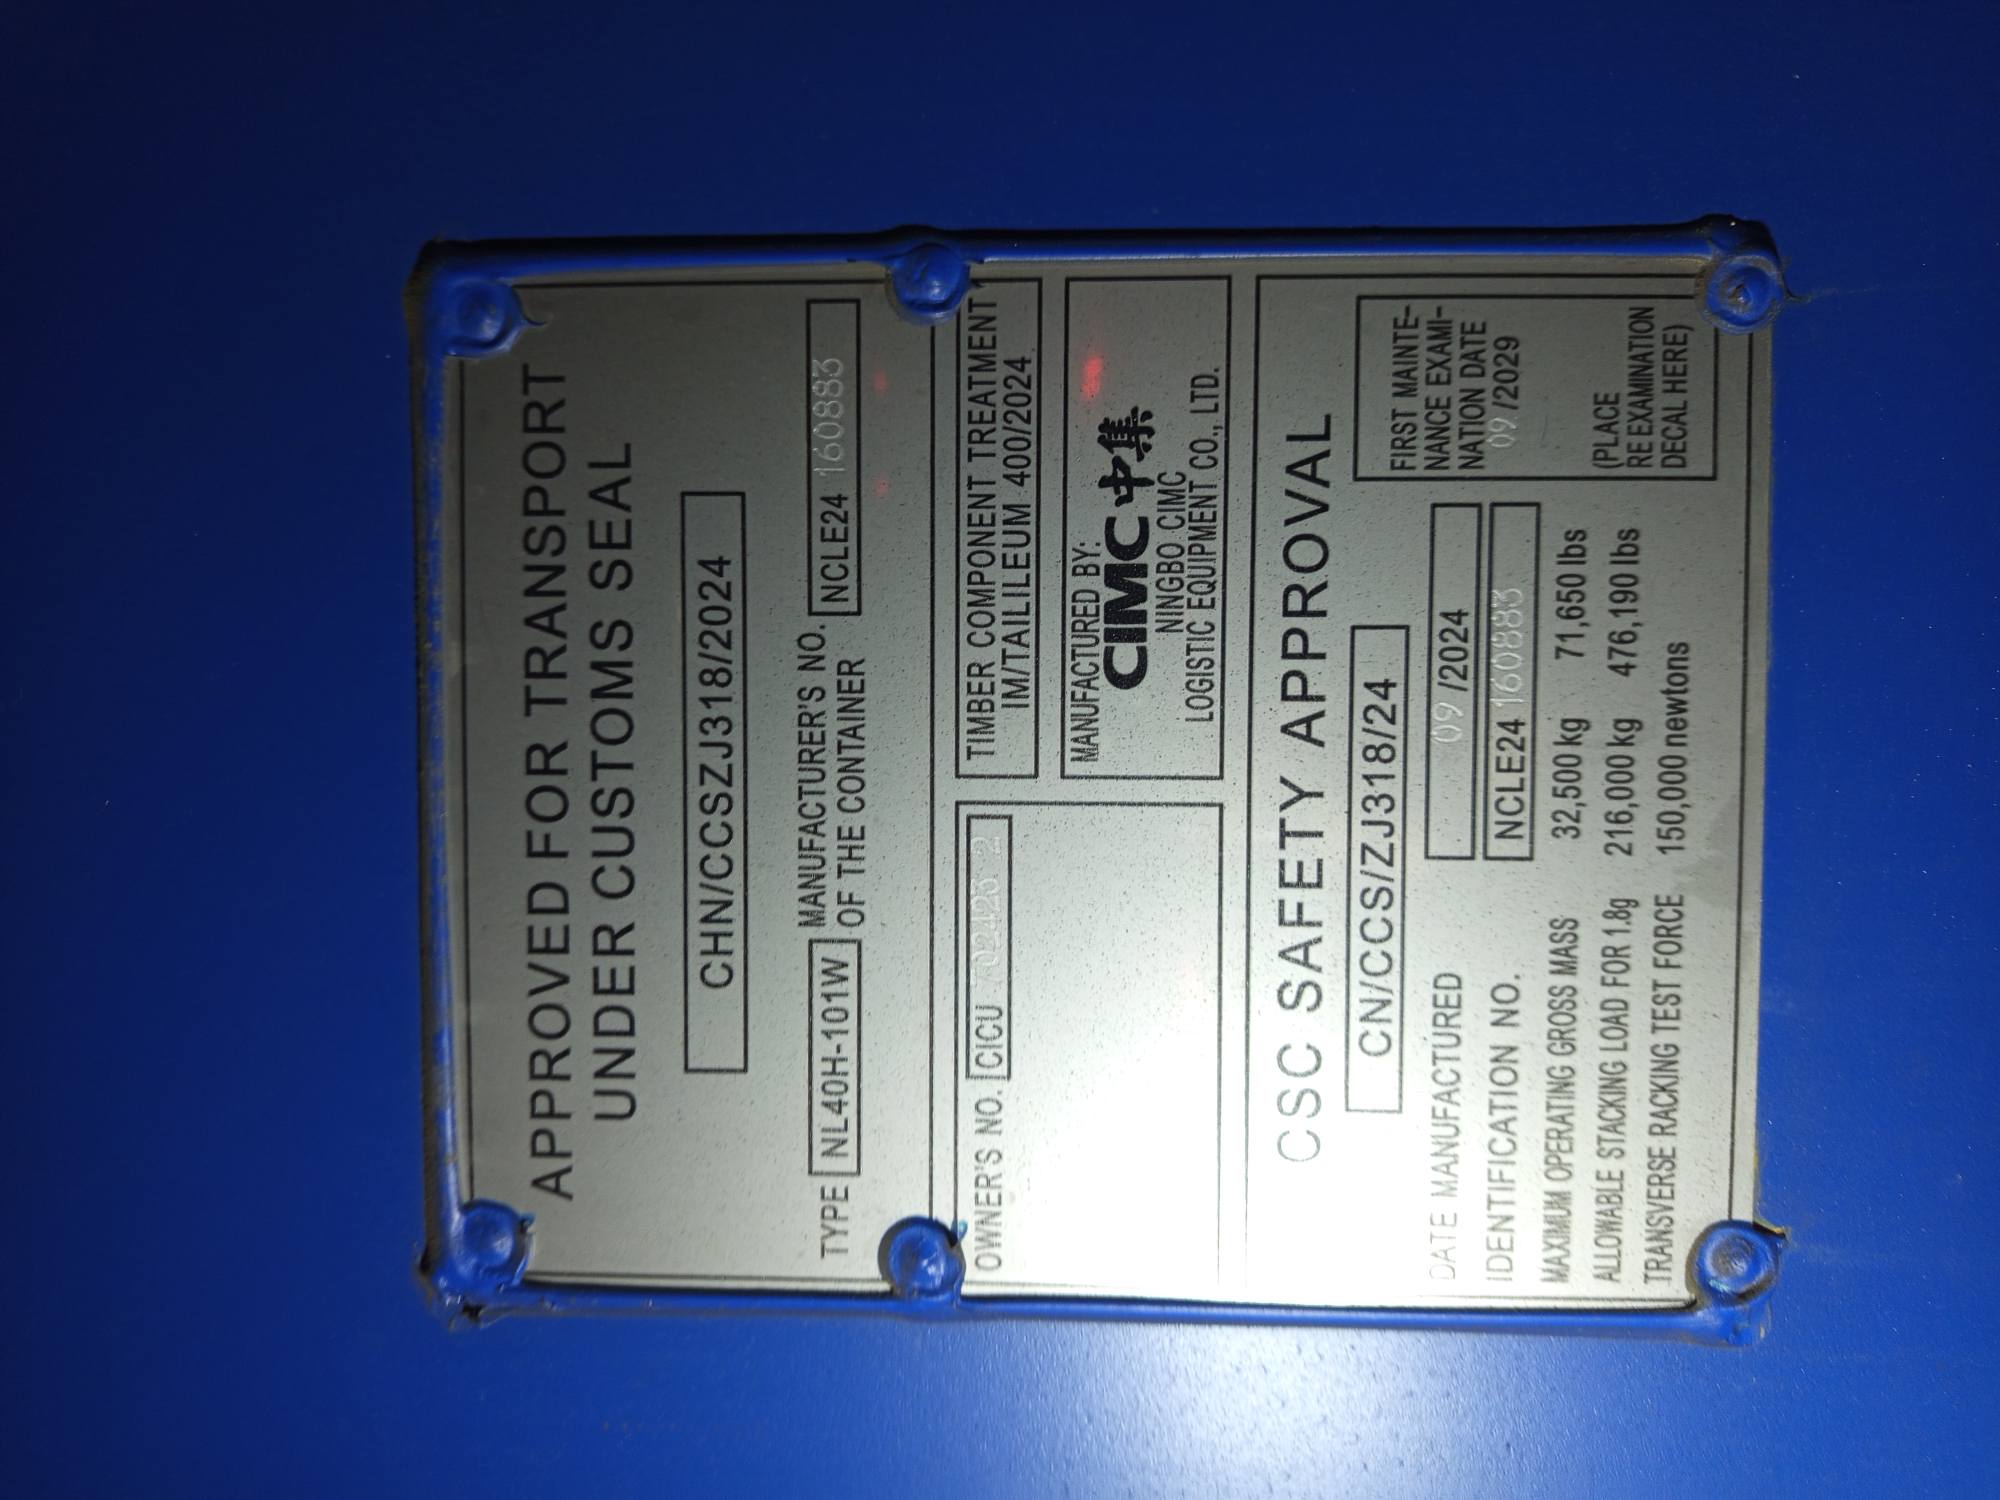 APPROVED FOR TRANSPORT
UNDER CUSTOMS SEAL
CHN/CCSZJ318/2024
TYPE NL40H-101W MANUFACTURER'S NO. OF THE CONTAINER NCLE24 160883
TIMBER COMPONENT TREATMENT
IM/TAILILEUM 400/2024
OWNER'S NO. CICU 702423 2
MANUFACTURED BY:
CIMC中集
NINGBO CIMC
LOGISTIC EQUIPMENT CO., LTD.
CSC SAFETY APPROVAL
CN/CCS/ZJ318/24
DATE MANUFACTURED 09 /2024
IDENTIFICATION NO. NCLE24 160883
MAXIMUM OPERATING GROSS MASS 32,500 kg 71,650 lbs
ALLOWABLE STACKING LOAD FOR 1.8g 216,000 kg 476,190 lbs
TRANSVERSE RACKING TEST FORCE 150,000 newtons
FIRST MAINTE-
NANCE EXAMI-
NATION DATE
09 /2029
(PLACE
RE EXAMINATION
DECAL HERE)